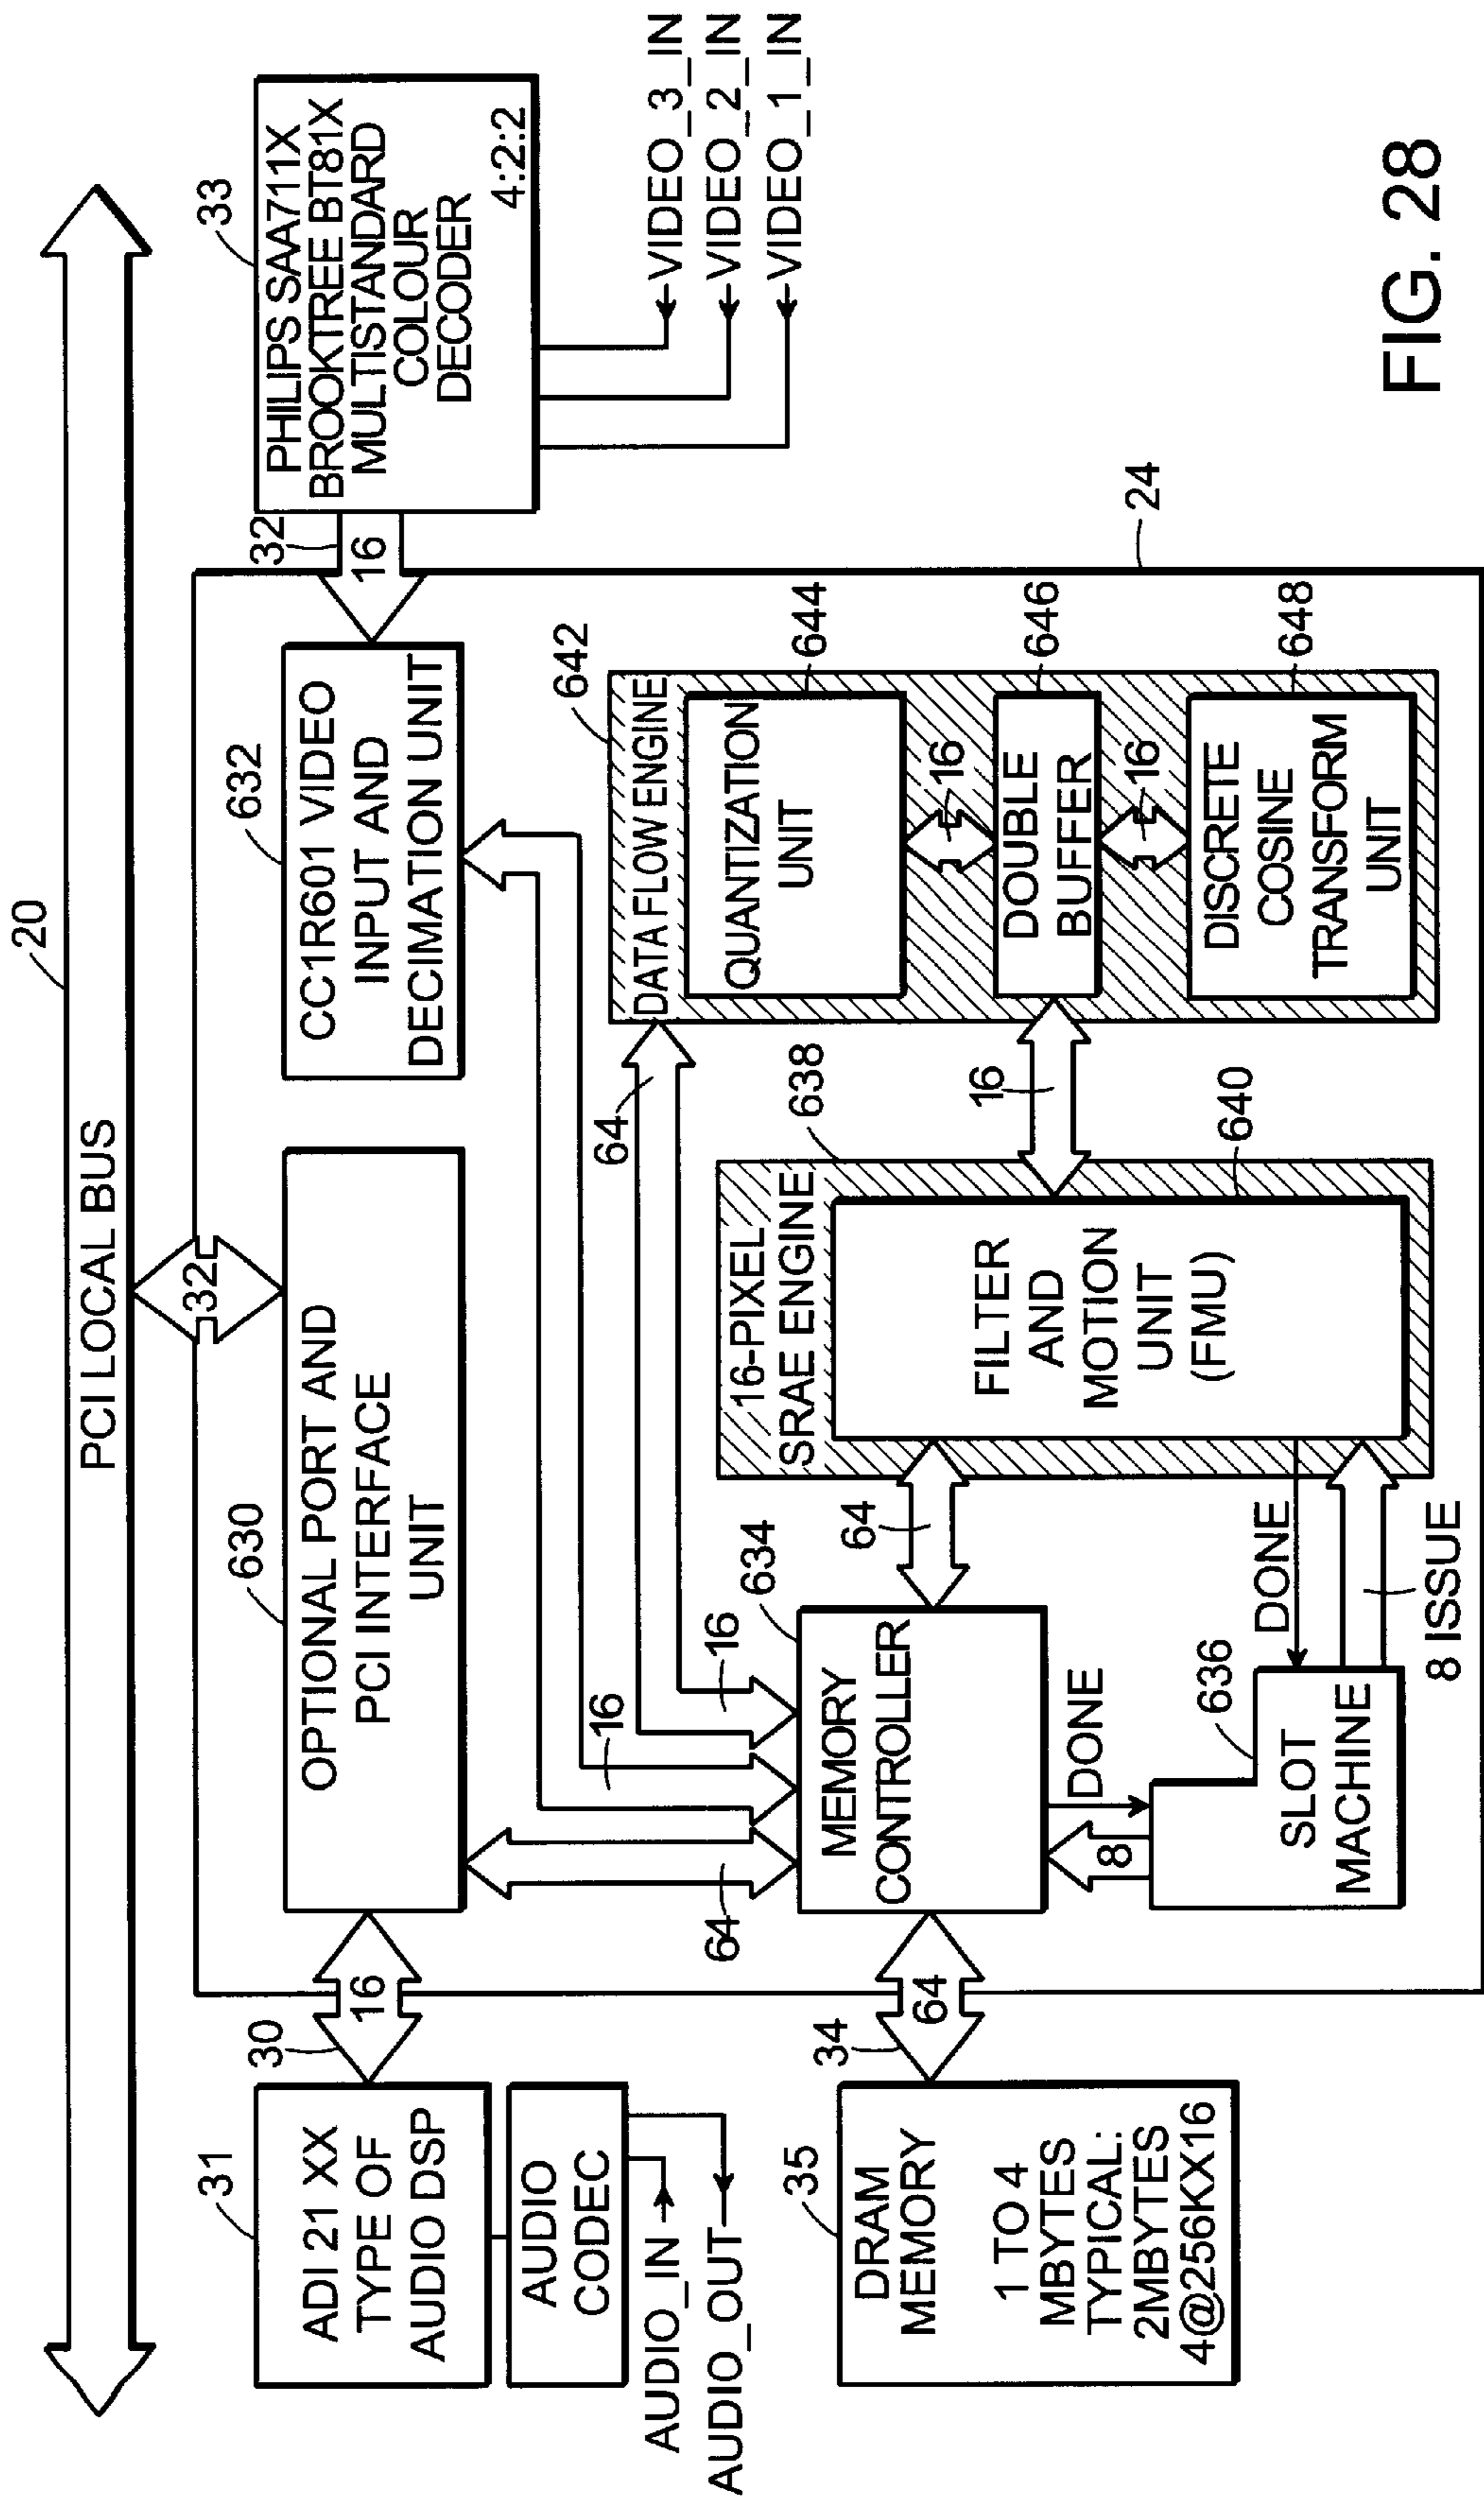 20
PCI LOCAL BUS
31
ADI 21 XX
TYPE OF
AUDIO DSP
AUDIO
CODEC
AUDIO_IN
AUDIO_OUT
30
16
630
OPTIONAL PORT AND
PCI INTERFACE
UNIT
32
632
CC1R601 VIDEO
INPUT AND
DECIMATION UNIT
32
16
33
PHILIPS SAA711X
BROOKTREE BT81X
MULTISTANDARD
COLOUR
DECODER
4:2:2
VIDEO_3_IN
VIDEO_2_IN
VIDEO_1_IN
35
DRAM
MEMORY
1 TO 4
MBYTES
TYPICAL:
2MBYTES
4@256KX16
34
64
64
16
16
64
634
MEMORY
CONTROLLER
DONE
8
636
SLOT
MACHINE
DONE
8 ISSUE
64
638
16-PIXEL
SRAE ENGINE
640
FILTER
AND
MOTION
UNIT
(FMU)
16
642
DATA FLOW ENGINE
644
QUANTIZATION
UNIT
16
646
DOUBLE
BUFFER
16
648
DISCRETE
COSINE
TRANSFORM
UNIT
24
FIG. 28